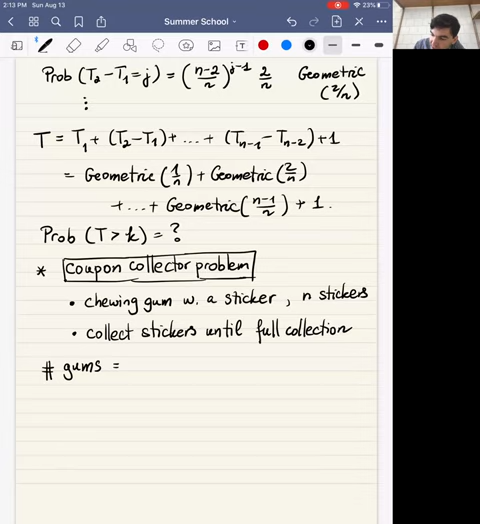 2:13 PM Sun Aug 13
23%
Summer School
Prob (T₂-T₁=j) = (n-2/n)^j-1 2/n Geometric
(2/n)
⋮
T = T₁ + (T₂-T₁) + ... + (Tₙ₋₁-Tₙ₋₂) + 1
= Geometric (1/n) + Geometric (2/n)
+ ... + Geometric (n-1/n) + 1.
Prob (T > k) = ?
* Coupon collector problem
• chewing gum w. a sticker, n stickers
• collect stickers until full collection
# gums =